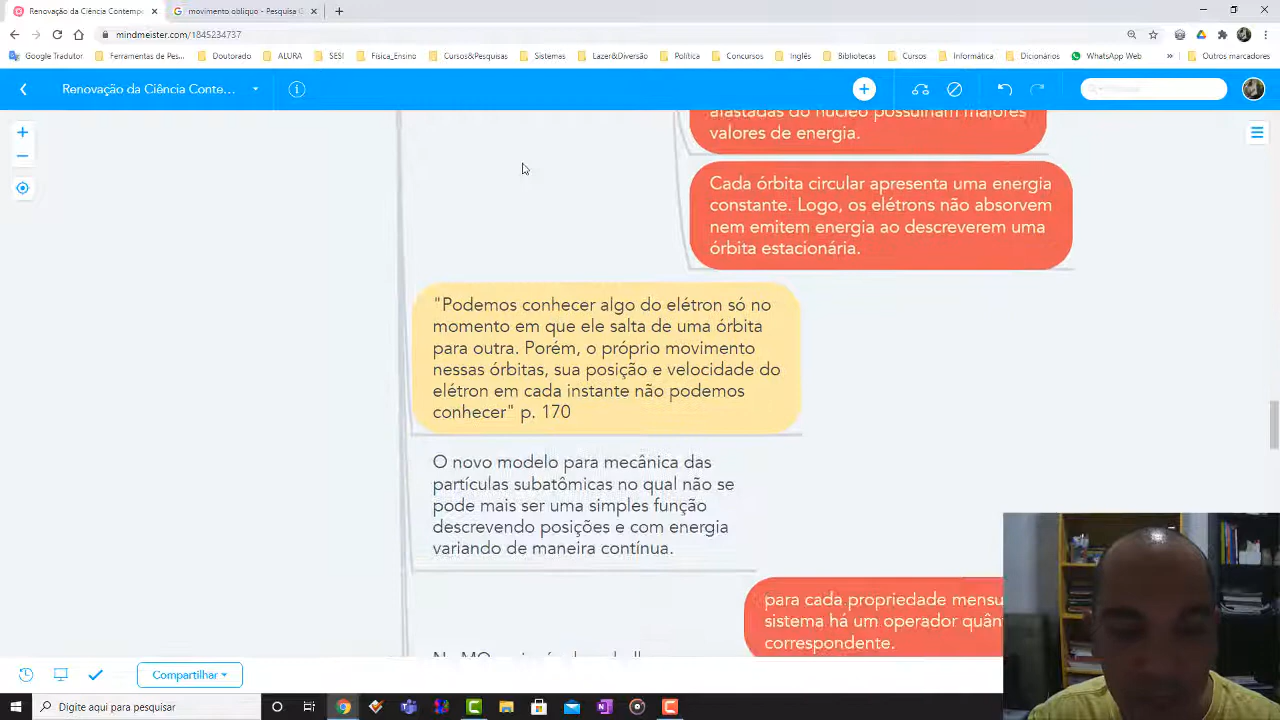 Renovação da Ciência Contemp
movimento obliquo - Pesquisa G
mindmeister.com/1845234737
Google Tradutor
Ferramentas de Pes...
Doutorado
ALURA
SESI
Física_Ensino
Cursos&Pesquisas
Sistemas
Lazer&Diversão
Política
Concursos
Inglês
Bibliotecas
Cursos
Informática
Dicionários
WhatsApp Web
Outros marcadores
Renovação da Ciência Conte...
afastadas do núcleo possuíam maiores
valores de energia.
Cada órbita circular apresenta uma energia
constante. Logo, os elétrons não absorvem
nem emitem energia ao descreverem uma
órbita estacionária.
"Podemos conhecer algo do elétron só no
momento em que ele salta de uma órbita
para outra. Porém, o próprio movimento
nessas órbitas, sua posição e velocidade do
elétron em cada instante não podemos
conhecer" p. 170
O novo modelo para mecânica das
partículas subatômicas no qual não se
pode mais ser uma simples função
descrevendo posições e com energia
variando de maneira contínua.
para cada propriedade mensu
sistema há um operador quân
correspondente.
Compartilhar
Digite aqui para pesquisar